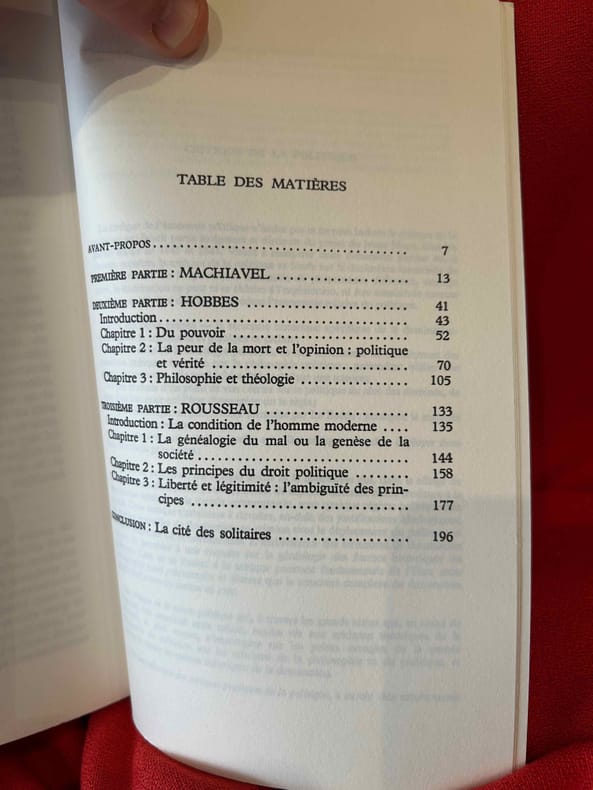 TABLE DES MATIÈRES
AVANT-PROPOS . . . . . . . . . . . . . . . . . . . . . . . . . . . . . . . . . . . . . . 7
PREMIÈRE PARTIE : MACHIAVEL . . . . . . . . . . . . . . . . . . . 13
DEUXIÈME PARTIE : HOBBES . . . . . . . . . . . . . . . . . . . . . . . 41
Introduction . . . . . . . . . . . . . . . . . . . . . . . . . . . . . . . . . . . . . . 43
Chapitre 1 : Du pouvoir . . . . . . . . . . . . . . . . . . . . . . . . . . 52
Chapitre 2 : La peur de la mort et l'opinion : politique
et vérité . . . . . . . . . . . . . . . . . . . . . . . . . . . . . . . . . . 70
Chapitre 3 : Philosophie et théologie . . . . . . . . . . . . . . . 105
TROISIÈME PARTIE : ROUSSEAU . . . . . . . . . . . . . . . . . . . . . 133
Introduction : La condition de l'homme moderne . . . . 135
Chapitre 1 : La généalogie du mal ou la genèse de la
société . . . . . . . . . . . . . . . . . . . . . . . . . . . . . . . . . 144
Chapitre 2 : Les principes du droit politique . . . . . . . . 158
Chapitre 3 : Liberté et légitimité : l'ambiguïté des prin-
cipes . . . . . . . . . . . . . . . . . . . . . . . . . . . . . . . . . . . 177
CONCLUSION : La cité des solitaires . . . . . . . . . . . . . . . . . . . 196